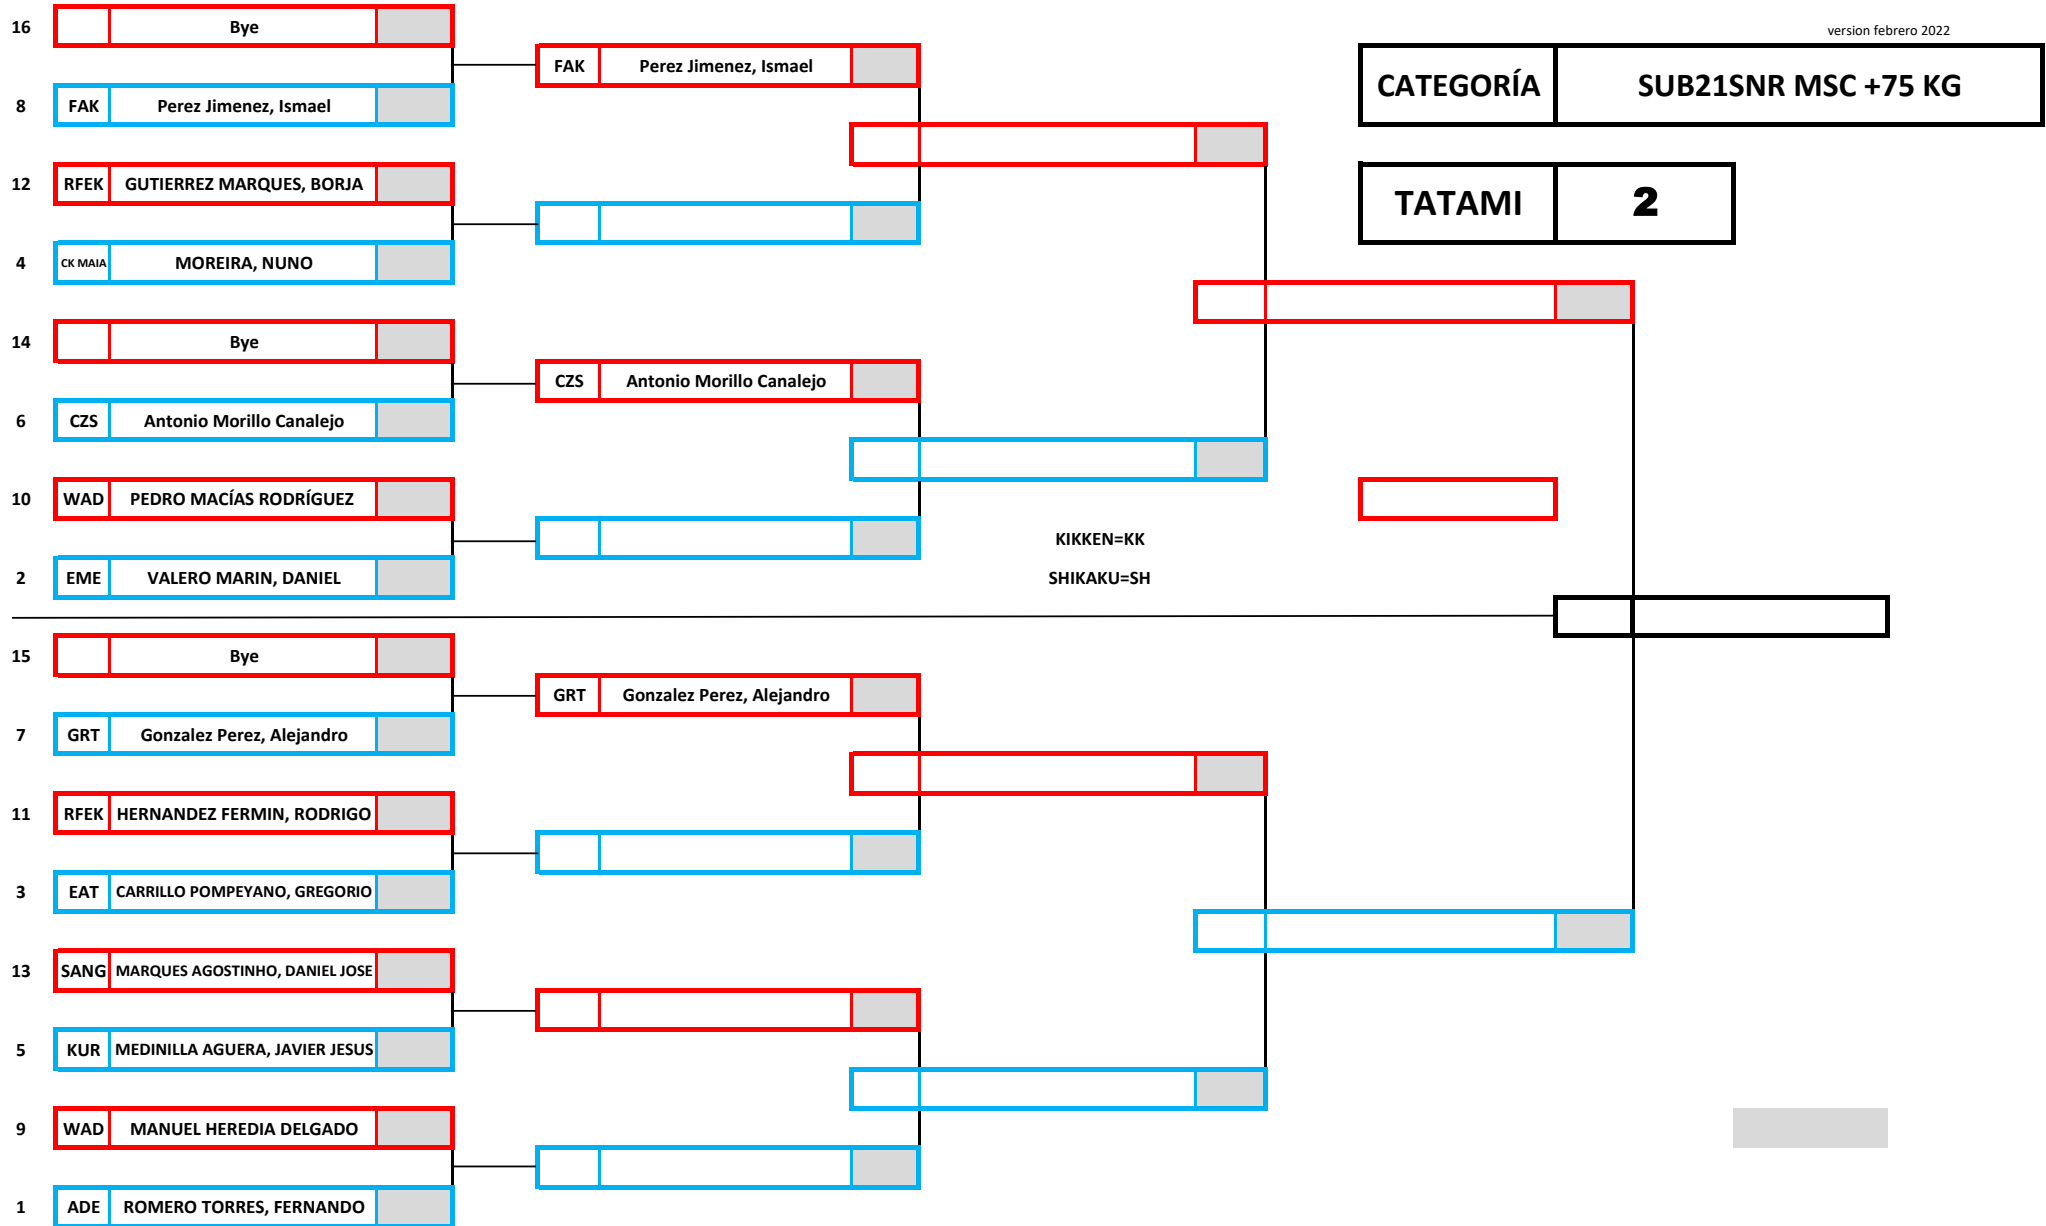 version febrero 2022
CATEGORÍA SUB21SNR MSC +75 KG
TATAMI 2
16 Bye
FAK Perez Jimenez, Ismael
8 FAK Perez Jimenez, Ismael
12 RFEK GUTIERREZ MARQUES, BORJA
4 CK MAIA MOREIRA, NUNO
14 Bye
CZS Antonio Morillo Canalejo
6 CZS Antonio Morillo Canalejo
10 WAD PEDRO MACÍAS RODRÍGUEZ
KIKKEN=KK
2 EME VALERO MARIN, DANIEL
SHIKAKU=SH
15 Bye
GRT Gonzalez Perez, Alejandro
7 GRT Gonzalez Perez, Alejandro
11 RFEK HERNANDEZ FERMIN, RODRIGO
3 EAT CARRILLO POMPEYANO, GREGORIO
13 SANG MARQUES AGOSTINHO, DANIEL JOSE
5 KUR MEDINILLA AGUERA, JAVIER JESUS
9 WAD MANUEL HEREDIA DELGADO
1 ADE ROMERO TORRES, FERNANDO